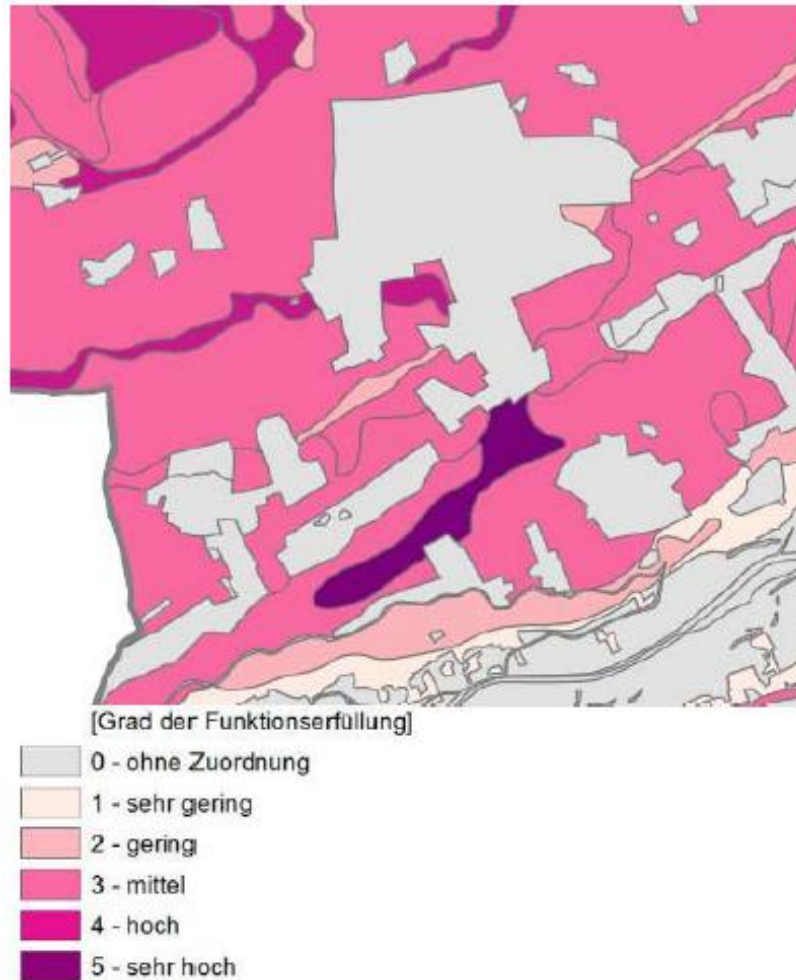 [Grad der Funktionserfüllung]
0 - ohne Zuordnung
1 - sehr gering
2 - gering
3 - mittel
4 - hoch
5 - sehr hoch